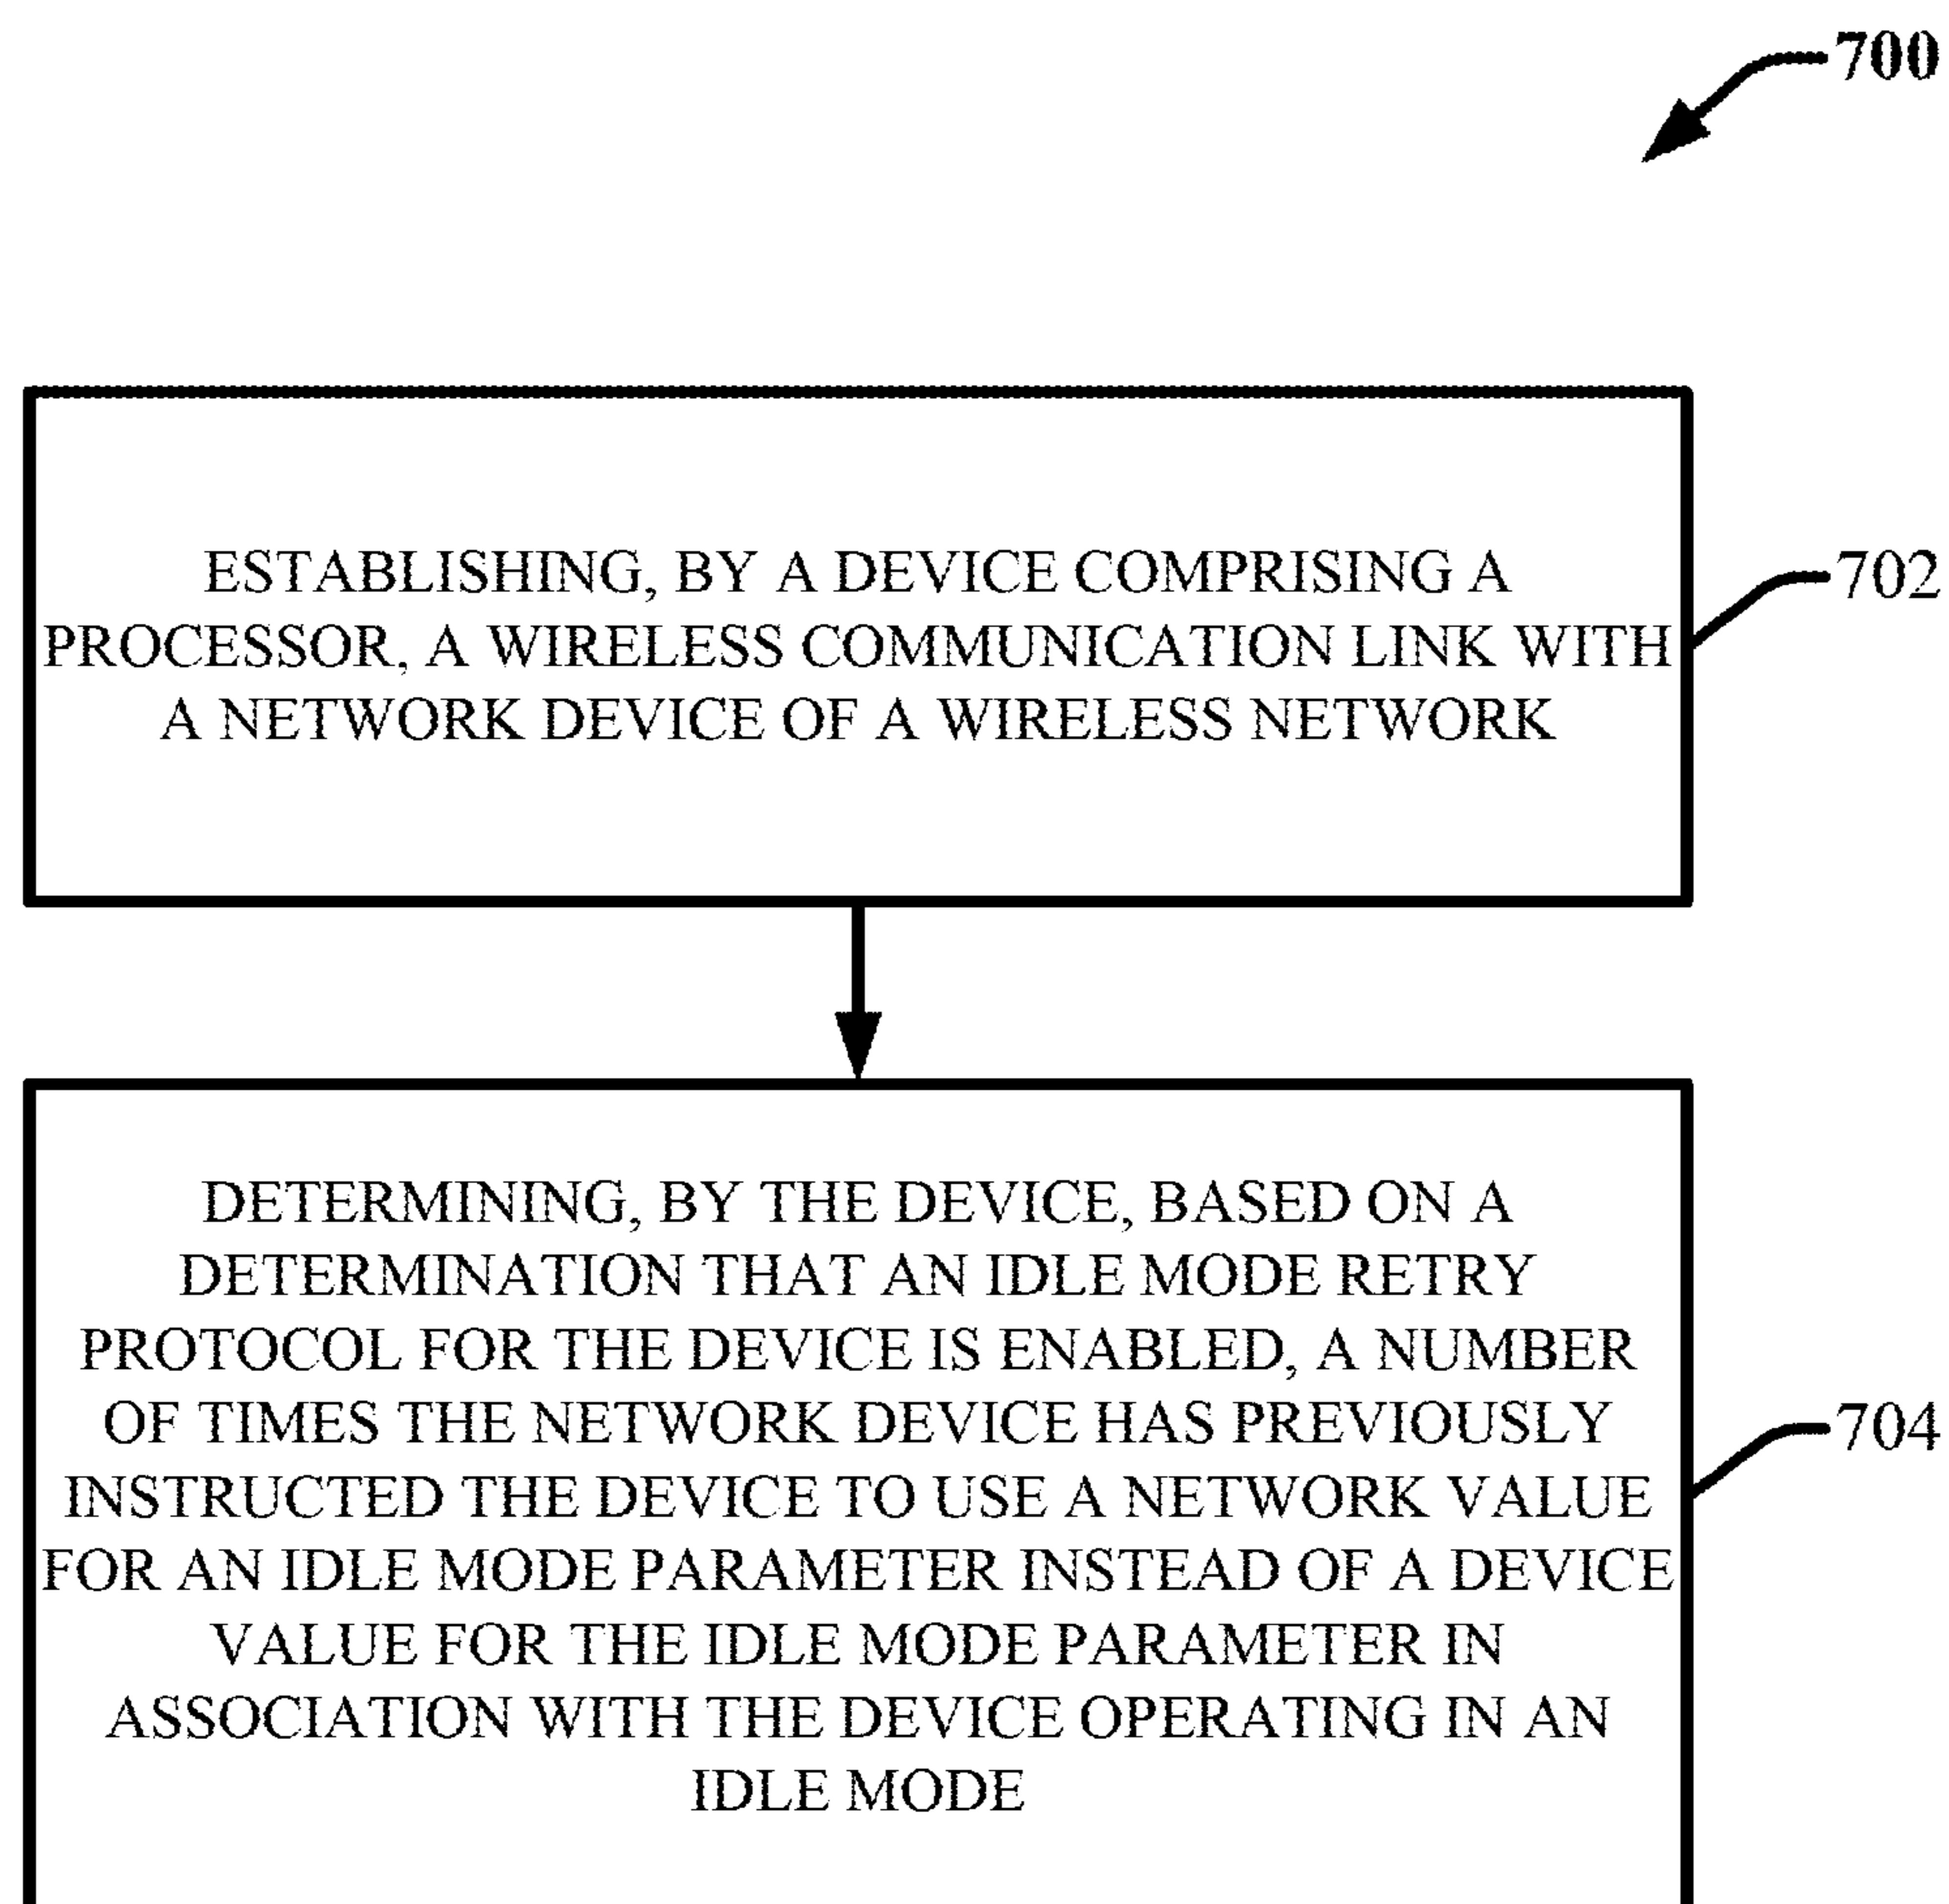 700
ESTABLISHING, BY A DEVICE COMPRISING A
PROCESSOR, A WIRELESS COMMUNICATION LINK WITH
A NETWORK DEVICE OF A WIRELESS NETWORK
702
DETERMINING, BY THE DEVICE, BASED ON A
DETERMINATION THAT AN IDLE MODE RETRY
PROTOCOL FOR THE DEVICE IS ENABLED, A NUMBER
OF TIMES THE NETWORK DEVICE HAS PREVIOUSLY
INSTRUCTED THE DEVICE TO USE A NETWORK VALUE
FOR AN IDLE MODE PARAMETER INSTEAD OF A DEVICE
VALUE FOR THE IDLE MODE PARAMETER IN
ASSOCIATION WITH THE DEVICE OPERATING IN AN
IDLE MODE
704